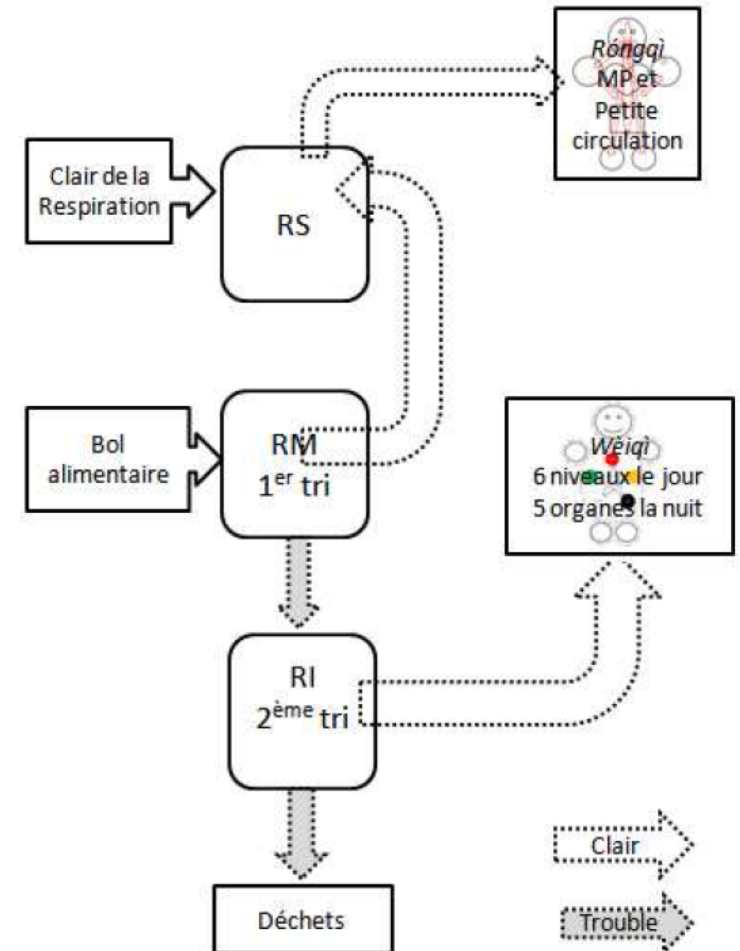 Róngqì
MP et
Petite
circulation
Clair de la
Respiration
RS
Bol
alimentaire
RM
1er tri
Wèiqì
6 niveaux le jour
5 organes la nuit
RI
2ème tri
Clair
Déchets
Trouble